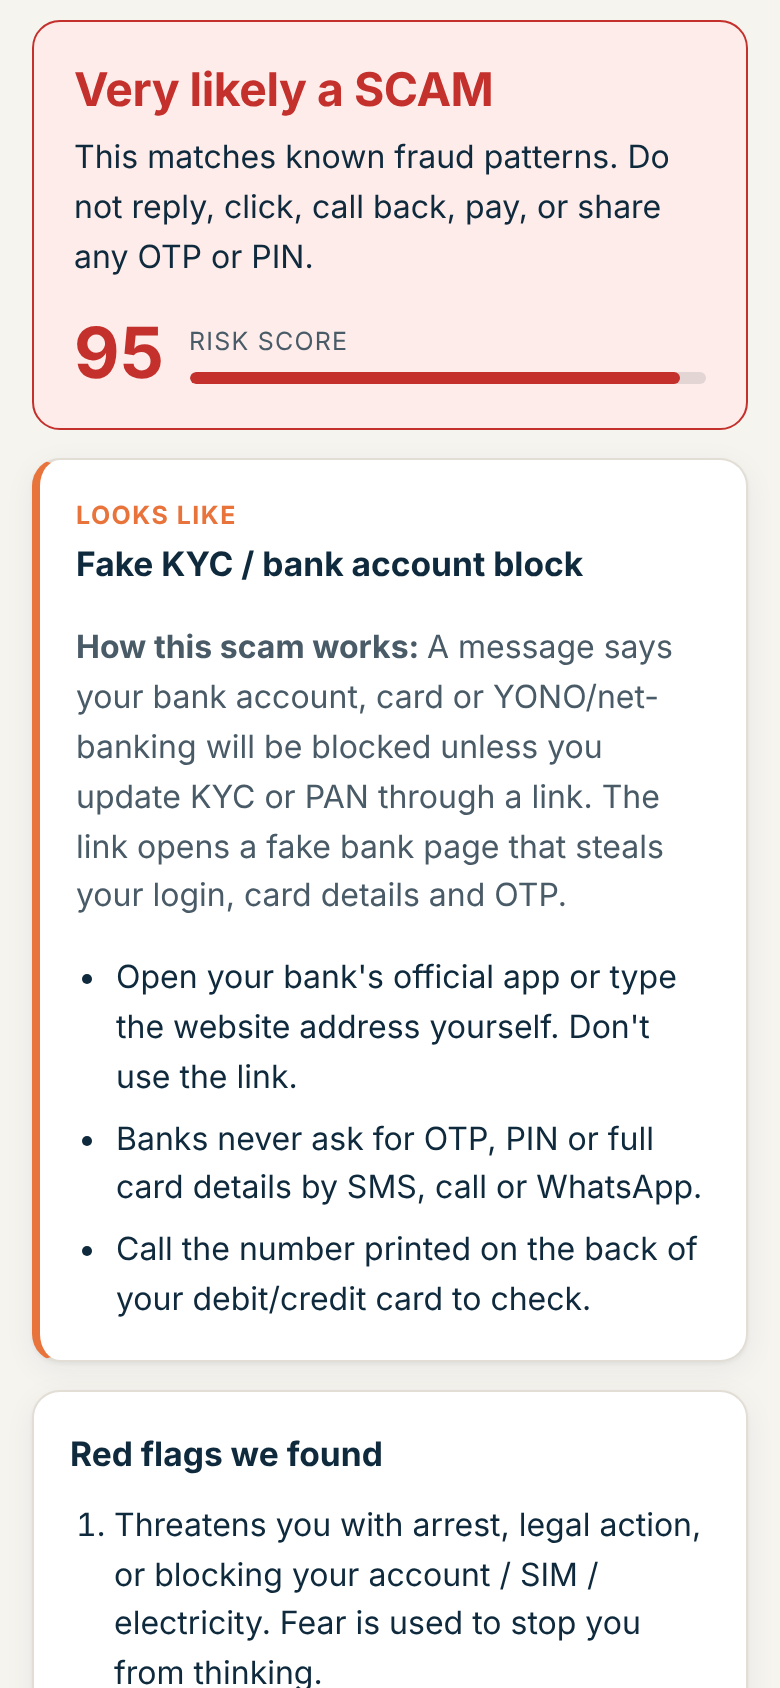 Very likely a SCAM
This matches known fraud patterns. Do
not reply, click, call back, pay, or share
any OTP or PIN.
95
RISK SCORE
LOOKS LIKE
Fake KYC / bank account block
How this scam works: A message says
your bank account, card or YONO/net-
banking will be blocked unless you
update KYC or PAN through a link. The
link opens a fake bank page that steals
your login, card details and OTP.
• Open your bank's official app or type
the website address yourself. Don't
use the link.
• Banks never ask for OTP, PIN or full
card details by SMS, call or WhatsApp.
• Call the number printed on the back of
your debit/credit card to check.
Red flags we found
1. Threatens you with arrest, legal action,
or blocking your account / SIM /
electricity. Fear is used to stop you
from thinking.